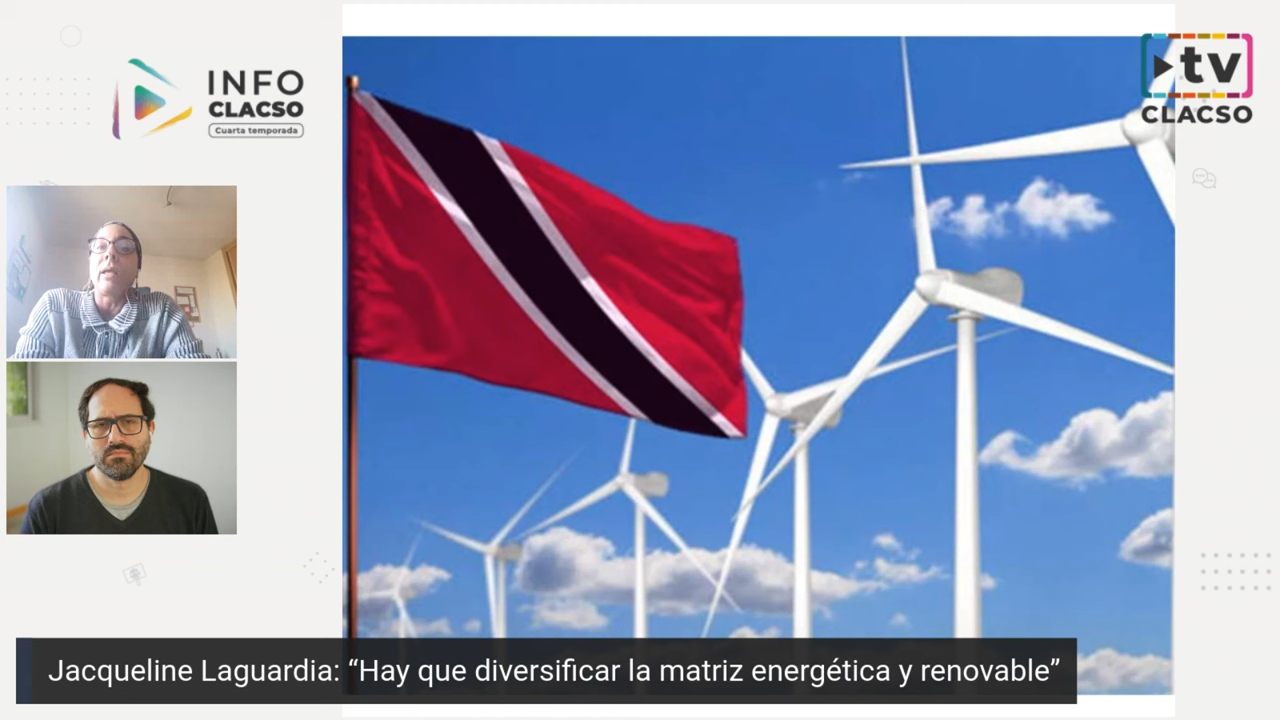 INFO
CLACSO
Cuarta temporada
tv
CLACSO
Jacqueline Laguardia: “Hay que diversificar la matriz energética y renovable”